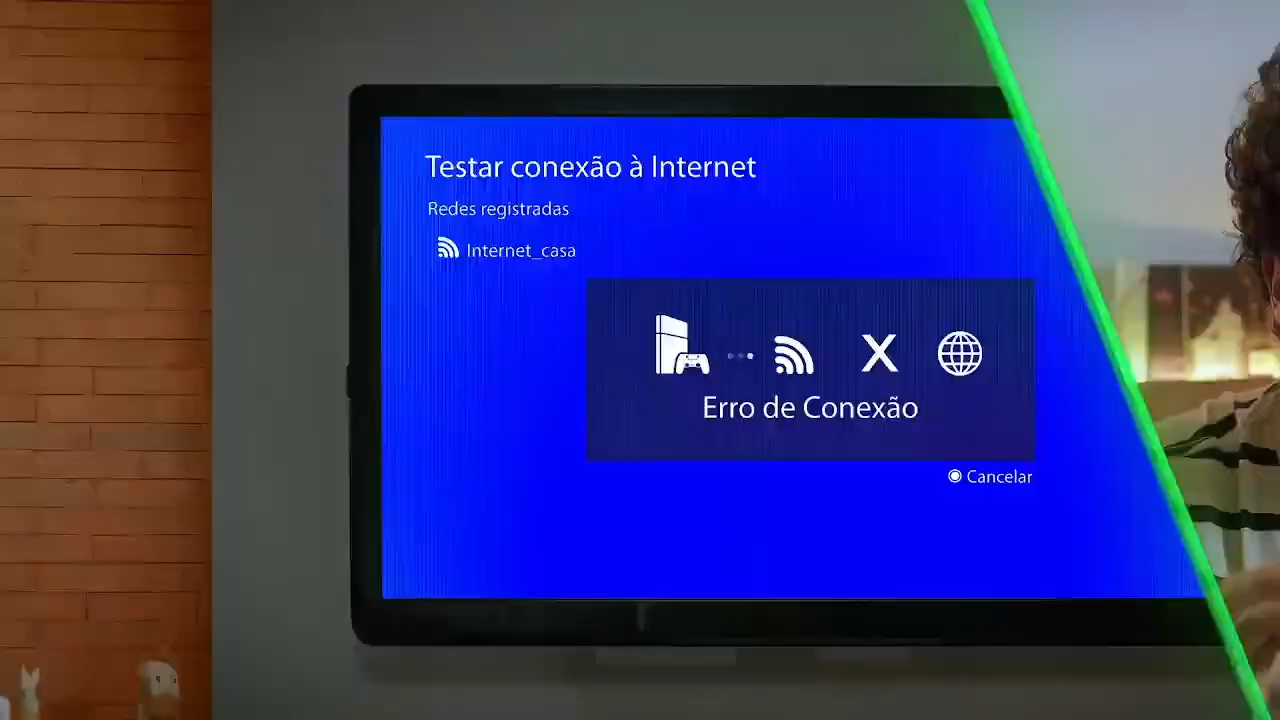 Testar conexão à Internet
Redes registradas
Internet_casa
Erro de Conexão
Cancelar